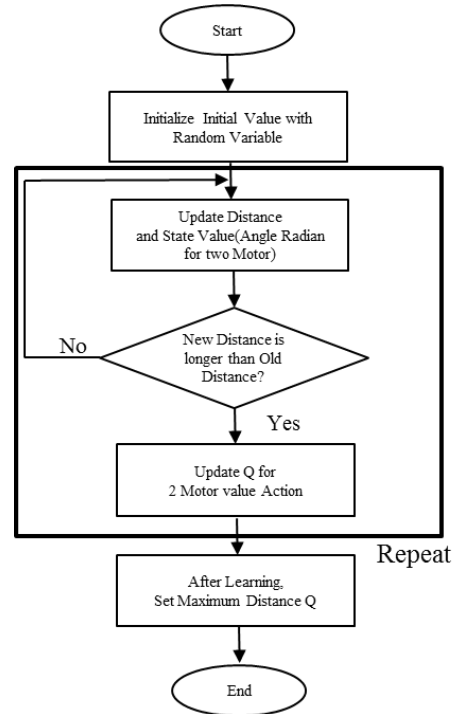 Start
Initialize Initial Value with
Random Variable
Update Distance
and State Value(Angle Radian
for two Motor)
New Distance is
longer than Old
Distance?
No
Yes
Update Q for
2 Motor value Action
Repeat
After Learning,
Set Maximum Distance Q
End